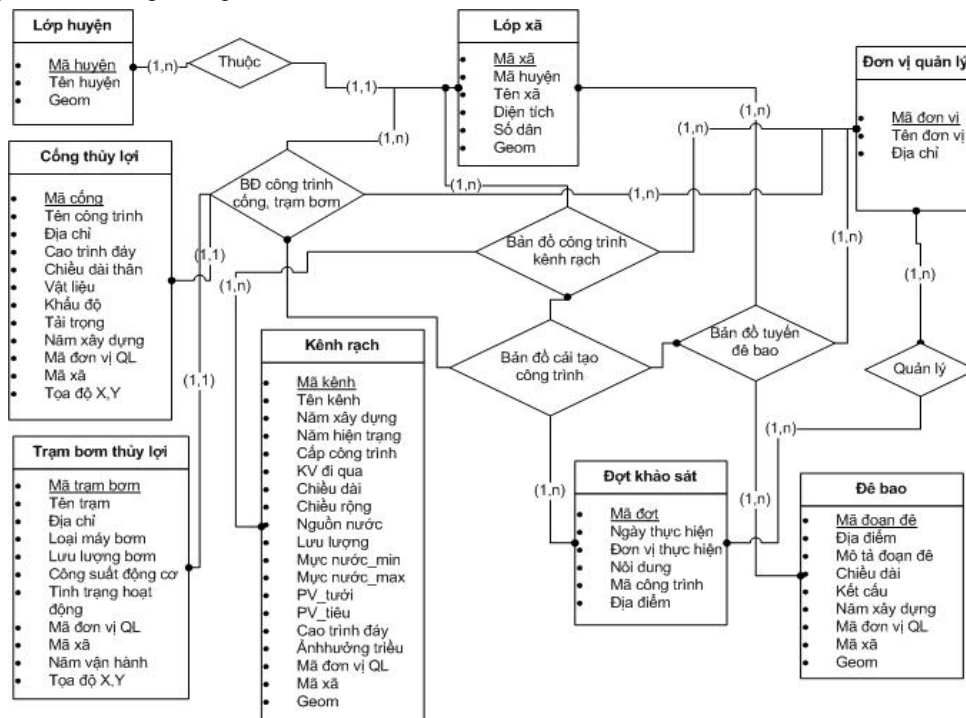 Lớp huyện
Mã huyện
Tên huyện
Geom
(1,n)
Thuộc
(1,1)
(1,n)
Lóp xã
Mã xã
Mã huyện
Tên xã
Diện tích
Số dân
Geom
Đơn vị quản lý
Mã đơn vị
Tên đơn vị
Địa chỉ
Cống thủy lợi
Mã cống
Tên công trình
Địa chỉ
Cao trình đáy
Chiều dài thân
Vật liệu
Khẩu độ
Tải trọng
Năm xây dựng
Mã đơn vị QL
Mã xã
Tọa độ X,Y
BĐ công trình
cống, trạm bơm
(1,n)
(1,n)
(1,n)
(1,1)
(1,n)
(1,1)
Bản đồ công trình
kênh rạch
(1,n)
(1,n)
(1,n)
Bản đồ cải tạo
công trình
Bản đồ tuyến
đê bao
Quản lý
(1,n)
(1,n)
(1,n)
Trạm bơm thủy lợi
Mã trạm bơm
Tên trạm
Địa chỉ
Loại máy bơm
Lưu lượng bơm
Công suất động cơ
Tình trạng hoạt
động
Mã đơn vị QL
Mã xã
Năm vận hành
Tọa độ X,Y
Kênh rạch
Mã kênh
Tên kênh
Năm xây dựng
Năm hiện trạng
Cấp công trình
KV đi qua
Chiều dài
Chiều rộng
Nguồn nước
Lưu lượng
Mực nước_min
Mực nước_max
PV_tưới
PV_tiêu
Cao trình đáy
Ảnhhưởng triều
Mã đơn vị QL
Mã xã
Geom
Đợt khảo sát
Mã đợt
Ngày thực hiện
Đơn vị thực hiện
Nôi dung
Mã công trình
Địa điểm
Đê bao
Mã đoạn đê
Địa điểm
Mô tả đoạn đê
Chiều dài
Kết cấu
Năm xây dựng
Mã đơn vị QL
Mã xã
Geom